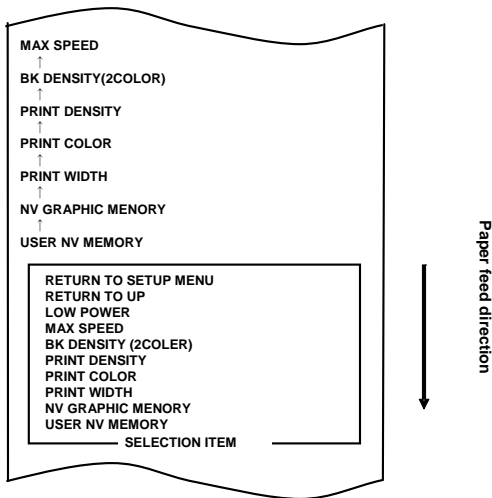 MAX SPEED
↑
BK DENSITY(2COLOR)
↑
PRINT DENSITY
↑
PRINT COLOR
↑
PRINT WIDTH
↑
NV GRAPHIC MENORY
↑
USER NV MEMORY
RETURN TO SETUP MENU
RETURN TO UP
LOW POWER
MAX SPEED
BK DENSITY (2COLER)
PRINT DENSITY
PRINT COLOR
PRINT WIDTH
NV GRAPHIC MENORY
USER NV MEMORY
SELECTION ITEM
Paper feed direction